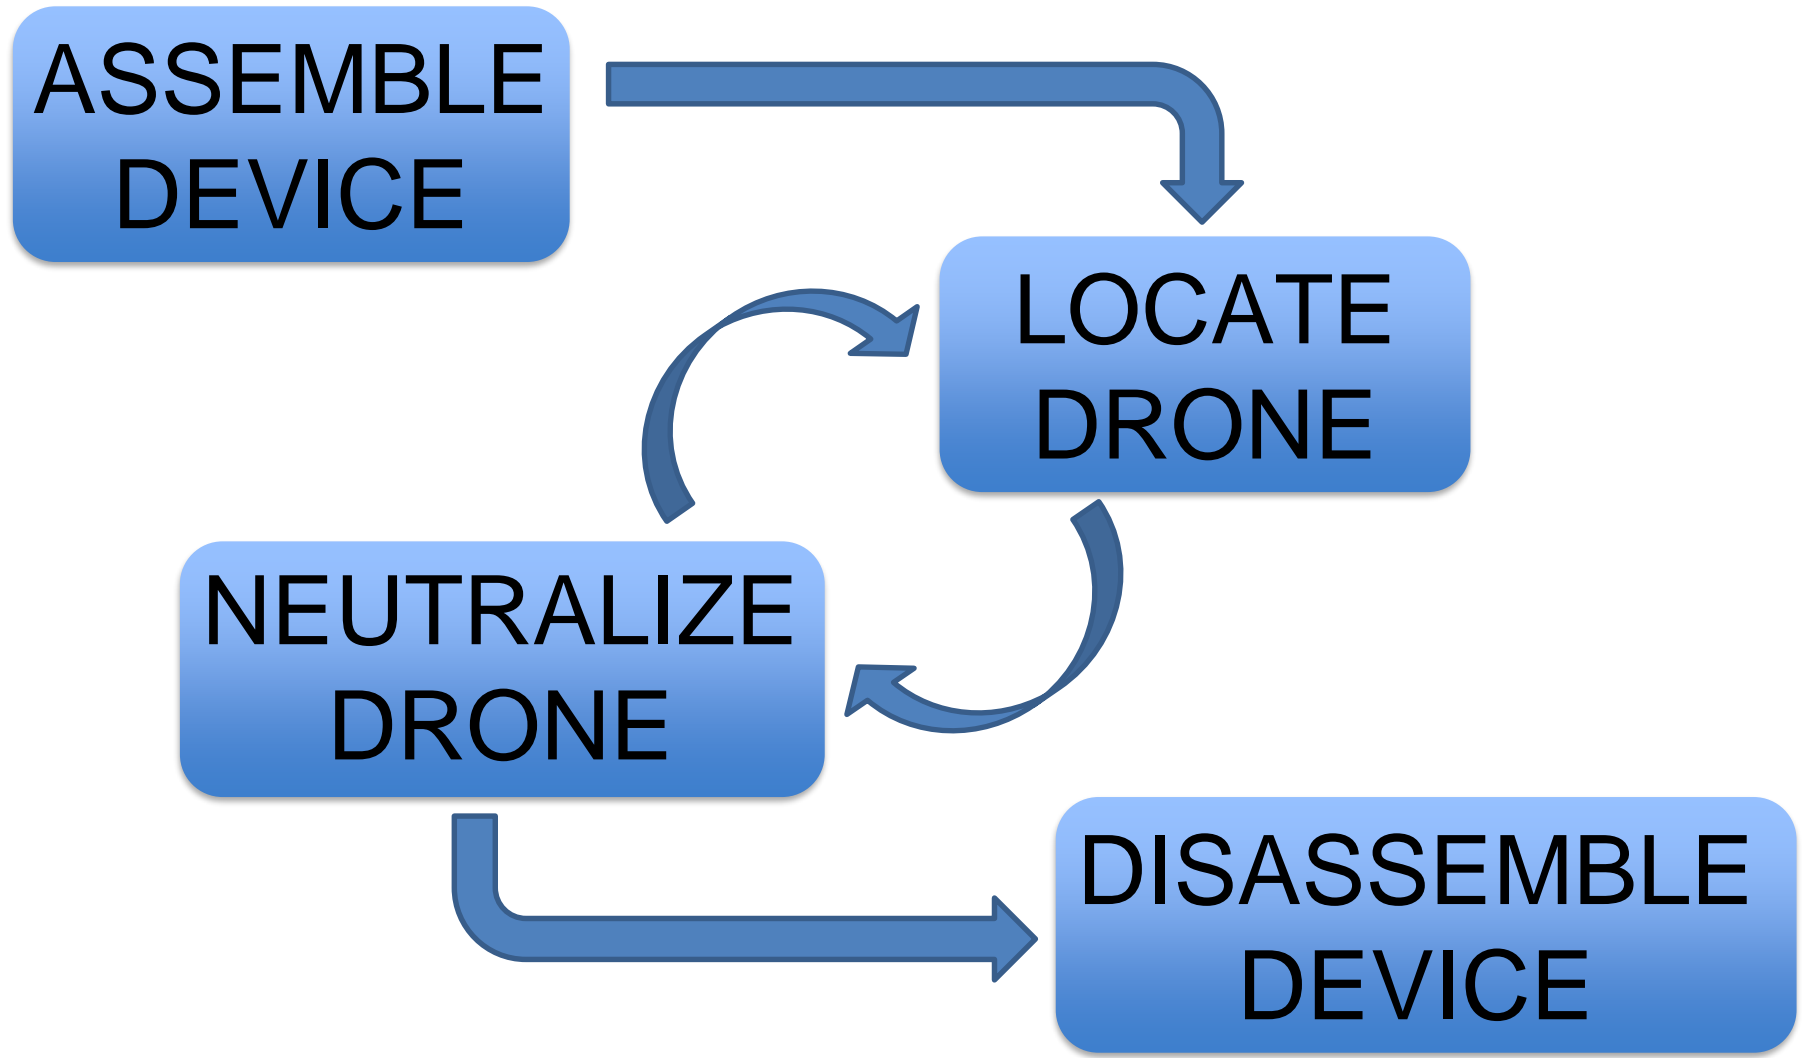 ASSEMBLE
DEVICE
LOCATE
DRONE
NEUTRALIZE
DRONE
DISASSEMBLE
DEVICE